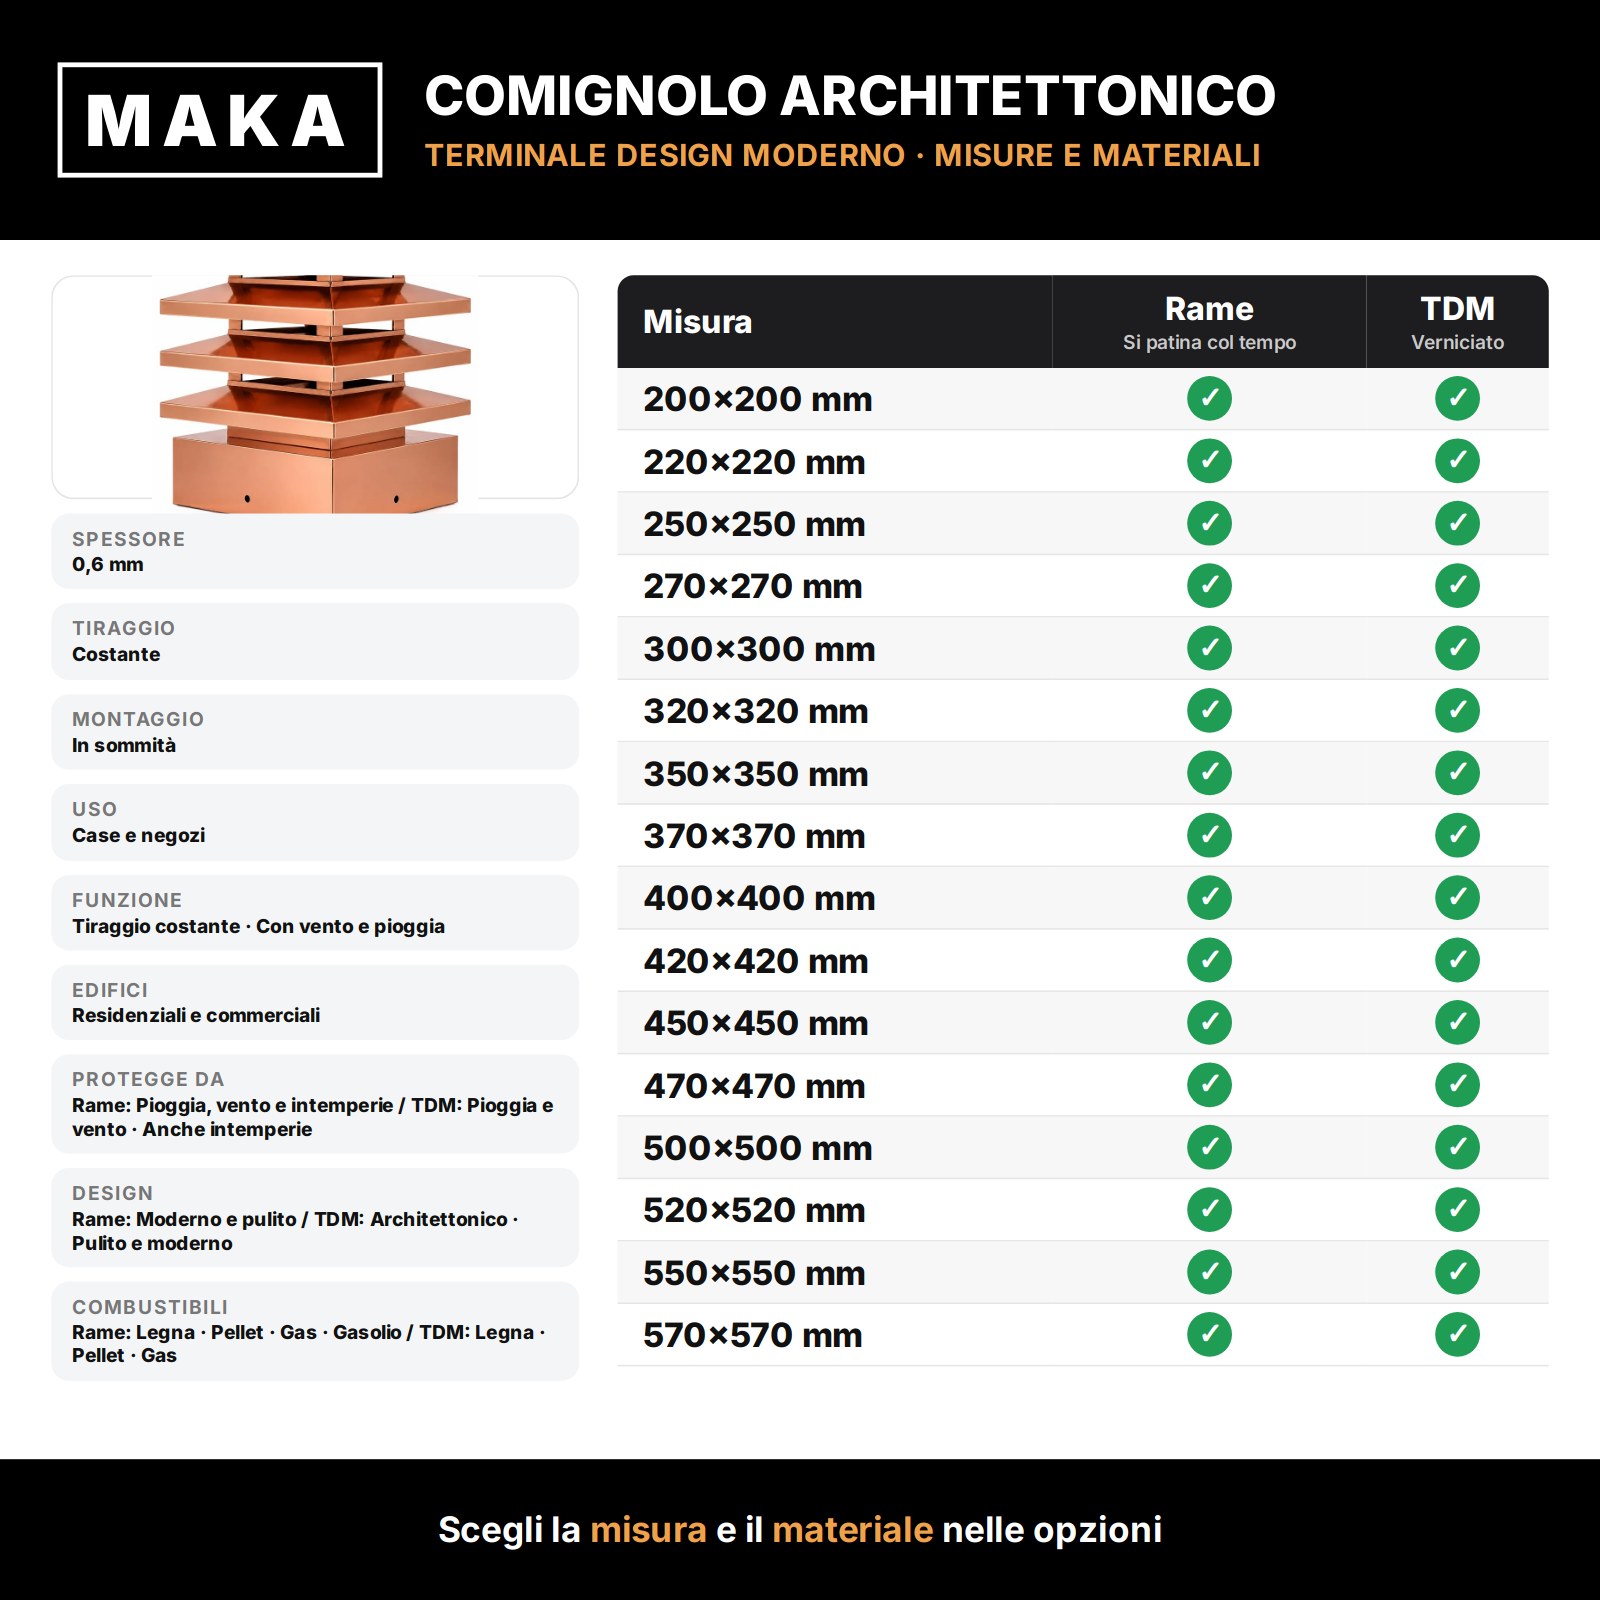 MAKA
COMIGNOLO ARCHITETTONICO
TERMINALE DESIGN MODERNO · MISURE E MATERIALI
SPESSORE
0,6 mm
TIRAGGIO
Costante
MONTAGGIO
In sommità
USO
Case e negozi
FUNZIONE
Tiraggio costante · Con vento e pioggia
EDIFICI
Residenziali e commerciali
PROTEGGE DA
Rame: Pioggia, vento e intemperie / TDM: Pioggia e
vento · Anche intemperie
DESIGN
Rame: Moderno e pulito / TDM: Architettonico ·
Pulito e moderno
COMBUSTIBILI
Rame: Legna · Pellet · Gas · Gasolio / TDM: Legna ·
Pellet · Gas
Misura Rame TDM
Si patina col tempo Verniciato
200×200 mm ✓ ✓
220×220 mm ✓ ✓
250×250 mm ✓ ✓
270×270 mm ✓ ✓
300×300 mm ✓ ✓
320×320 mm ✓ ✓
350×350 mm ✓ ✓
370×370 mm ✓ ✓
400×400 mm ✓ ✓
420×420 mm ✓ ✓
450×450 mm ✓ ✓
470×470 mm ✓ ✓
500×500 mm ✓ ✓
520×520 mm ✓ ✓
550×550 mm ✓ ✓
570×570 mm ✓ ✓
Scegli la misura e il materiale nelle opzioni